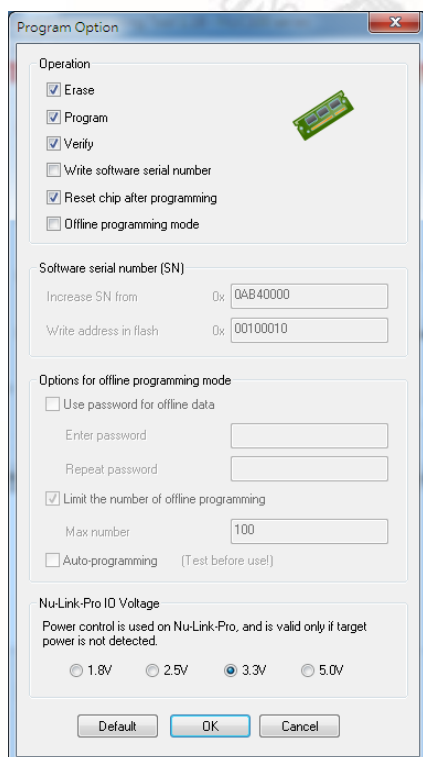 Program Option
Operation
Erase
Program
Verify
Write software serial number
Reset chip after programming
Offline programming mode
Software serial number (SN)
Increase SN from 0x 0AB40000
Write address in flash 0x 00100010
Options for offline programming mode
Use password for offline data
Enter password
Repeat password
Limit the number of offline programming
Max number 100
Auto-programming (Test before use!)
Nu-Link-Pro IO Voltage
Power control is used on Nu-Link-Pro, and is valid only if target
power is not detected.
1.8V 2.5V 3.3V 5.0V
Default OK Cancel